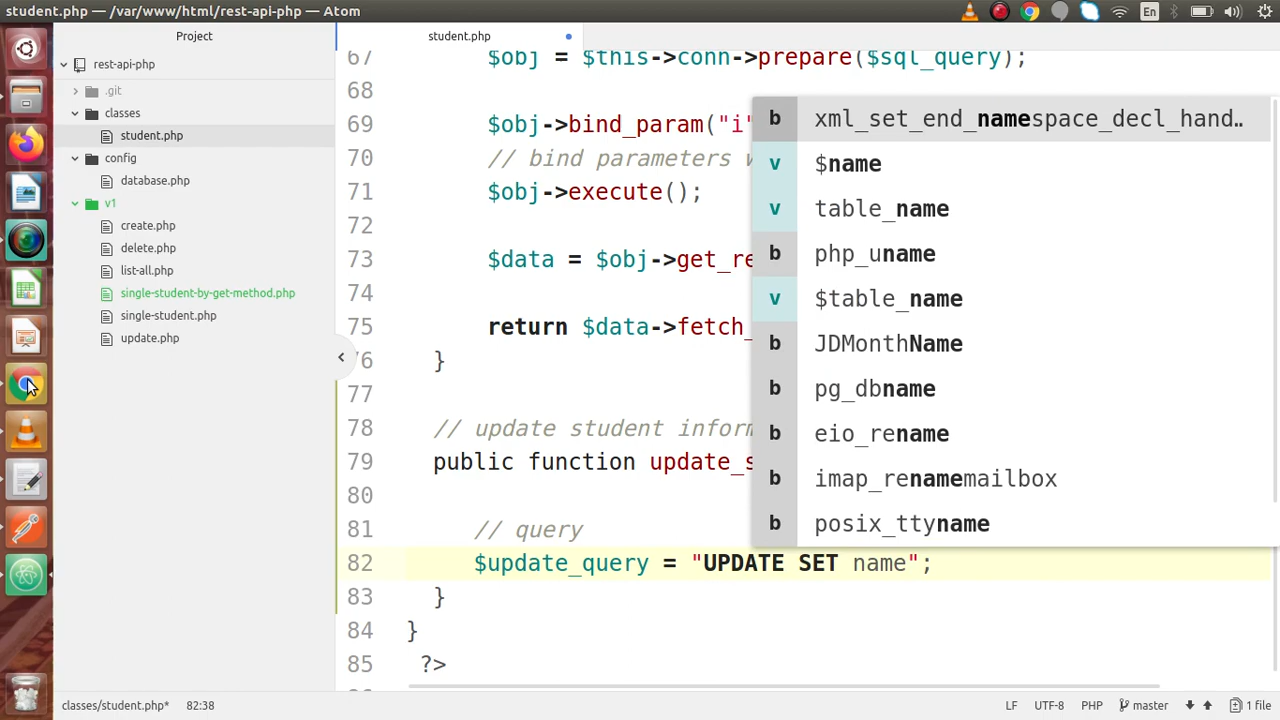 student.php — /var/www/html/rest-api-php — Atom
En
Project
rest-api-php
.git
classes
student.php
config
database.php
v1
create.php
delete.php
list-all.php
single-student-by-get-method.php
single-student.php
update.php
student.php
67 $obj = $this->conn->prepare($sql_query);
68
69 $obj->bind_param("i"
70 // bind parameters
71 $obj->execute();
72
73 $data = $obj->get_re
74
75 return $data->fetch_
76 }
77
78 // update student inform
79 public function update_s
80
81 // query
82 $update_query = "UPDATE SET name";
83 }
84 }
85 ?>
b xml_set_end_namespace_decl_hand…
v $name
v table_name
b php_uname
v $table_name
b JDMonthName
b pg_dbname
b eio_rename
b imap_renamemailbox
b posix_ttyname
classes/student.php* 82:38
LF UTF-8 PHP master 1 file